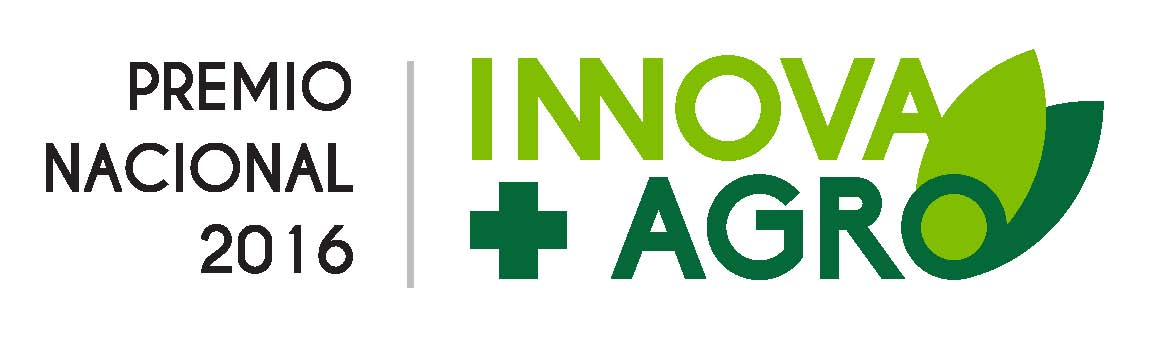 PREMIO
NACIONAL
2016
INNOVA
+ AGRO